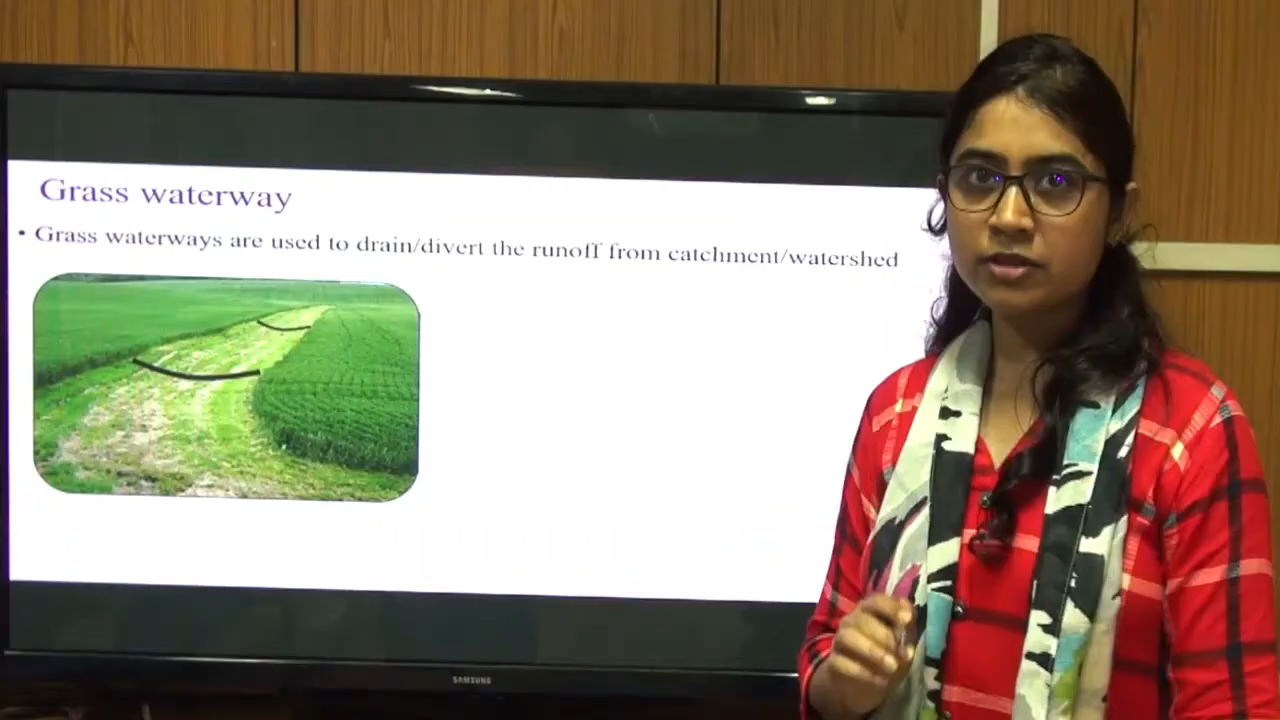 Grass waterway
• Grass waterways are used to drain/divert the runoff from catchment/watershed
SAMSUNG